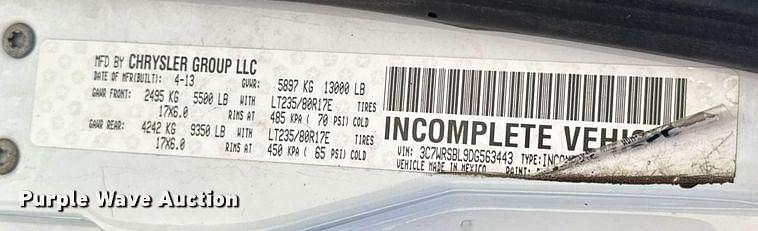 MFD BY CHRYSLER GROUP LLC
DATE OF MFR(BUILT): 4-13 GVWR: 5897 KG 13000 LB
GAWR FRONT: 2495 KG 5500 LB WITH LT235/80R17E TIRES
17X6.0 RIMS AT 485 KPA ( 70 PSI) COLD
GAWR REAR: 4242 KG 9350 LB WITH LT235/80R17E TIRES
17X6.0 RIMS AT 450 KPA ( 65 PSI) COLD
INCOMPLETE
VIN: 3C7WRSBL9DG563443 TYPE:
VEHICLE MADE IN MEXICO PAINT:
Purple Wave Auction